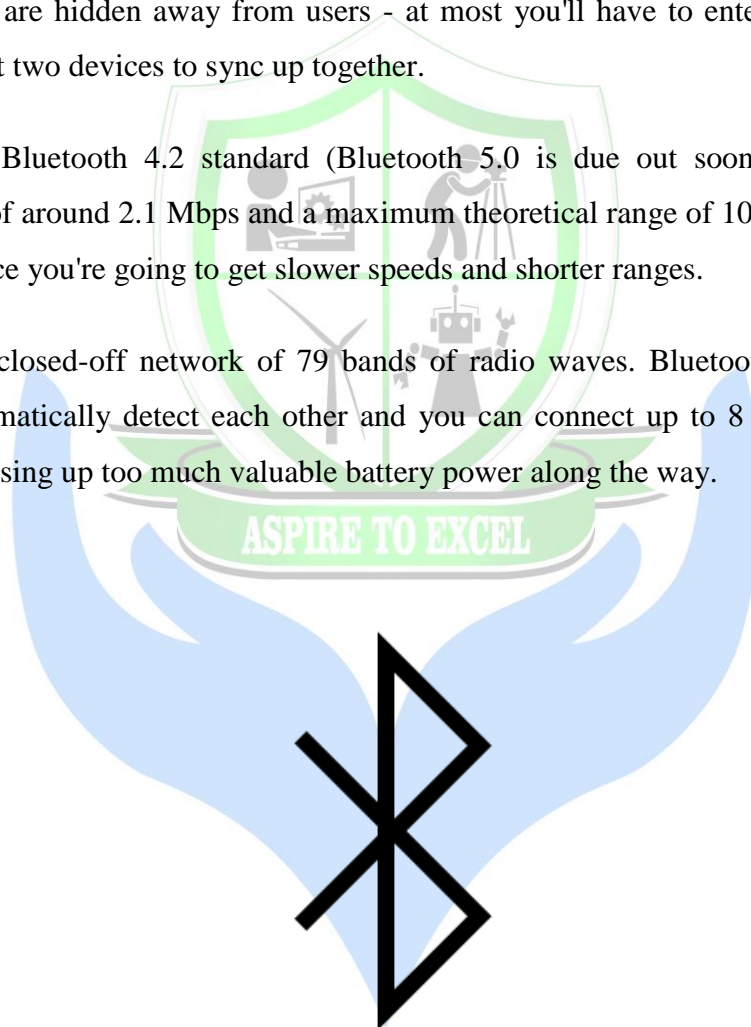 are hidden away from users - at most you'll have to ente
t two devices to sync up together.
Bluetooth 4.2 standard (Bluetooth 5.0 is due out soon
of around 2.1 Mbps and a maximum theoretical range of 10
ce you're going to get slower speeds and shorter ranges.
closed-off network of 79 bands of radio waves. Bluetoo
matically detect each other and you can connect up to 8
sing up too much valuable battery power along the way.
ASPIRE TO EXCEL